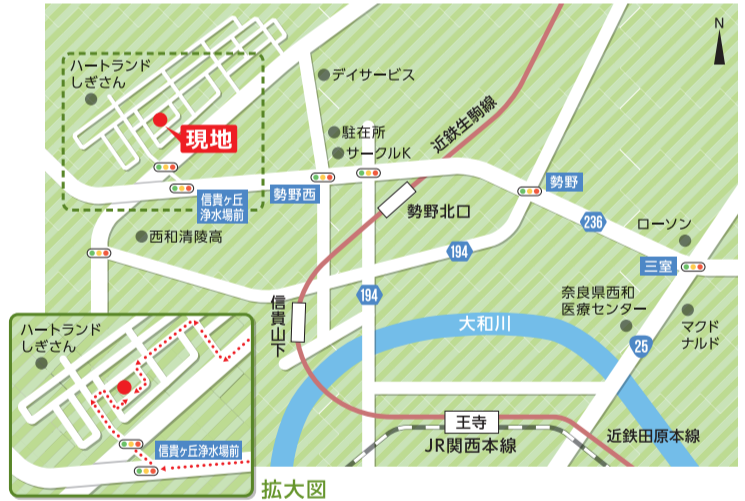 N
ハートランド
しぎさん
現地
デイサービス
駐在所
サークルK
近鉄生駒線
信貴ヶ丘
浄水場前
勢野西
勢野
勢野北口
236
ローソン
西和清陵高
194
三室
194
信貴山下
奈良県西和
医療センター
大和川
マクド
ナルド
25
王寺
JR関西本線
近鉄田原本線
ハートランド
しぎさん
信貴ヶ丘浄水場前
拡大図